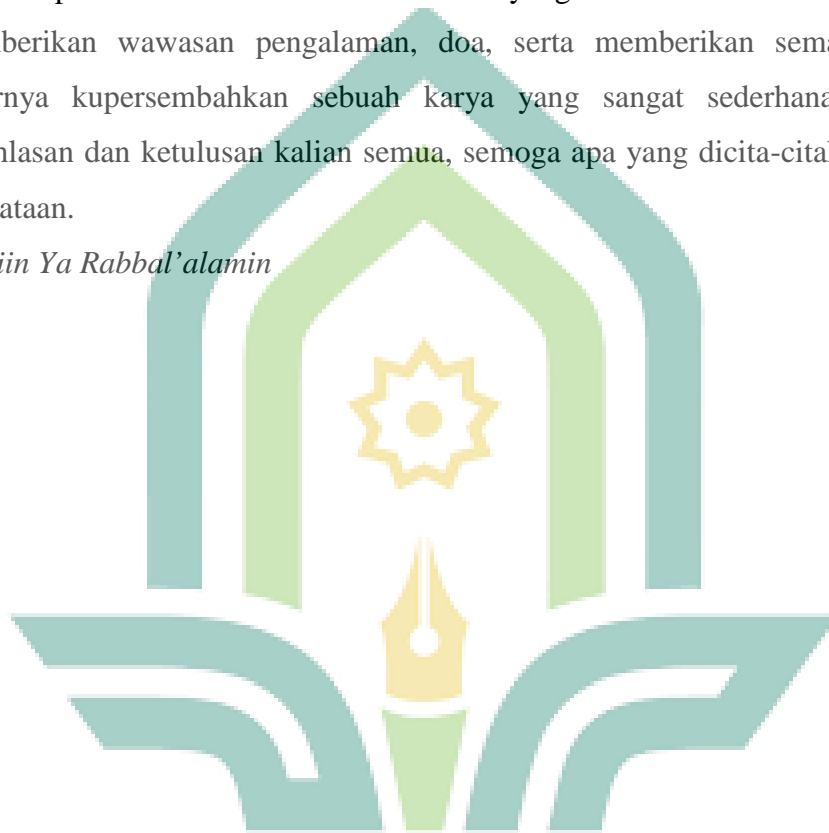 yang
berikan wawasan pengalaman, doa, serta memberikan sema
rnya kupersembahkan sebuah karya yang sangat sederhana
hlasan dan ketulusan kalian semua, semoga apa yang dicita-cital
ataan.
iin Ya Rabbal’alamin